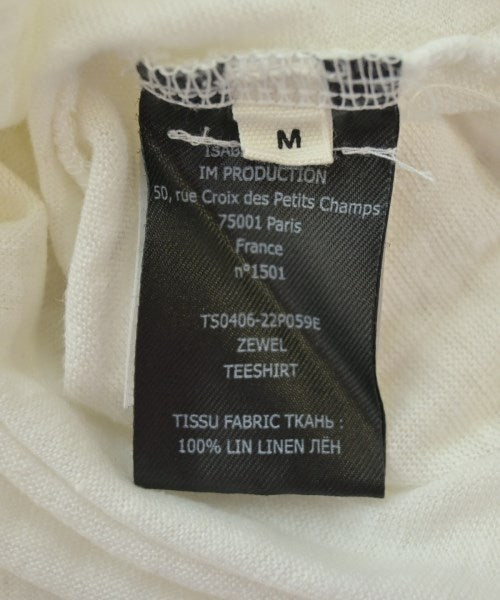 M
IM PRODUCTION
50, rue Croix des Petits Champs
75001 Paris
France
n°1501
TS0406-22P059E
ZEWEL
TEESHIRT
TISSU FABRIC TKAHь :
100% LIN LINEN ЛЁН